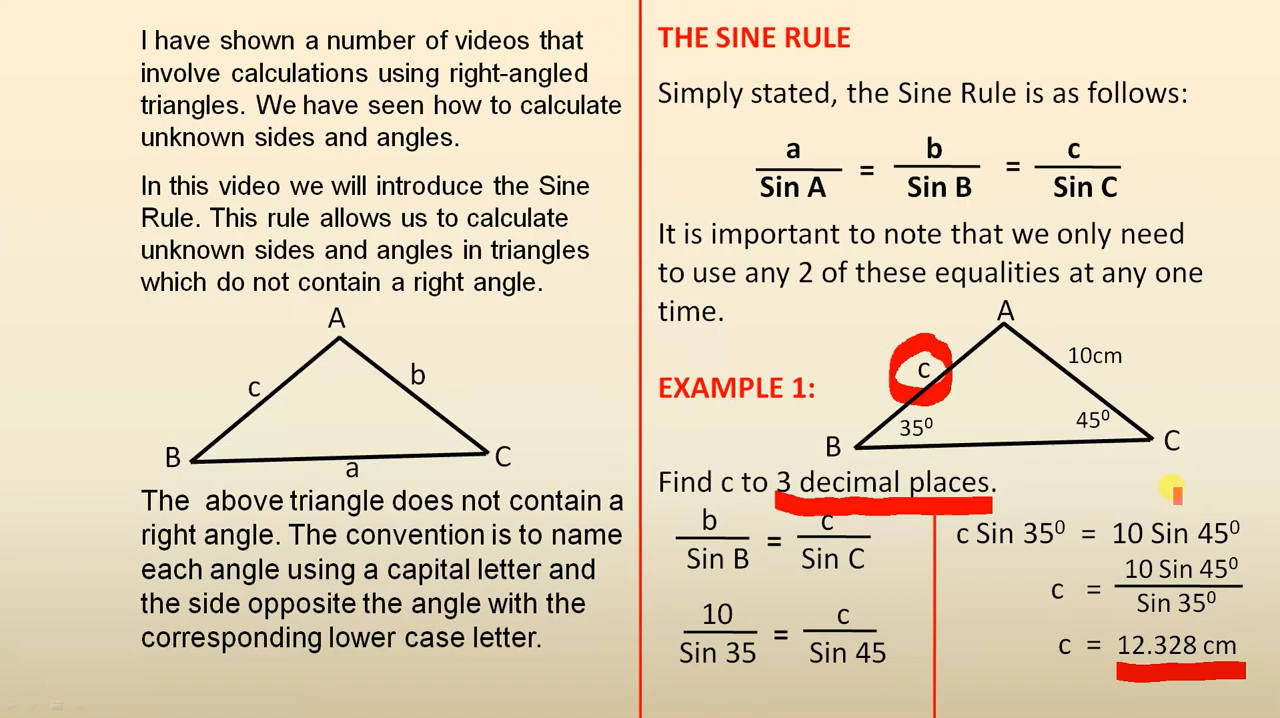 I have shown a number of videos that
involve calculations using right-angled
triangles. We have seen how to calculate
unknown sides and angles.
In this video we will introduce the Sine
Rule. This rule allows us to calculate
unknown sides and angles in triangles
which do not contain a right angle.
A
c
b
B
C
a
The above triangle does not contain a
right angle. The convention is to name
each angle using a capital letter and
the side opposite the angle with the
corresponding lower case letter.
THE SINE RULE
Simply stated, the Sine Rule is as follows:
a/Sin A = b/Sin B = c/Sin C
It is important to note that we only need
to use any 2 of these equalities at any one
time.
A
c
10cm
EXAMPLE 1:
35⁰
45⁰
B
C
Find c to 3 decimal places.
b/Sin B = c/Sin C
10/Sin 35 = c/Sin 45
c Sin 35⁰ = 10 Sin 45⁰
c = 10 Sin 45⁰/Sin 35⁰
c = 12.328 cm